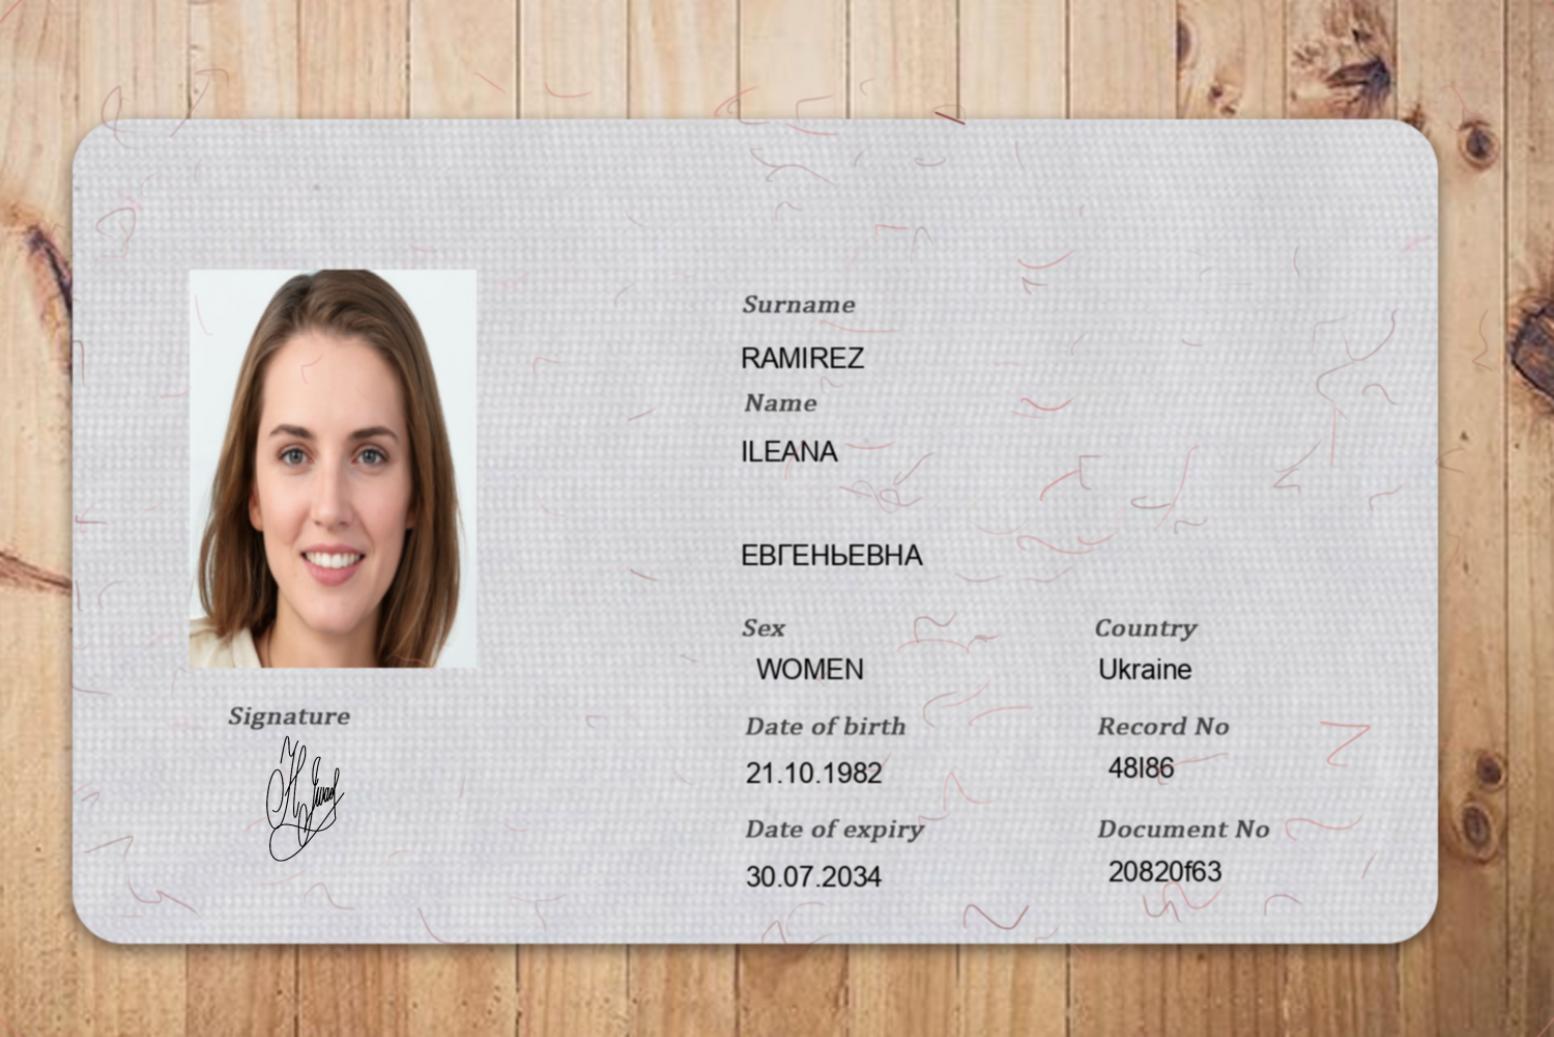 Surname
RAMIREZ
Name
ILEANA
ЕВГЕНЬЕВНА
Sex
Country
WOMEN
Ukraine
Date of birth
Record No
21.10.1982
48I86
Date of expiry
Document No
30.07.2034
20820f63
Signature